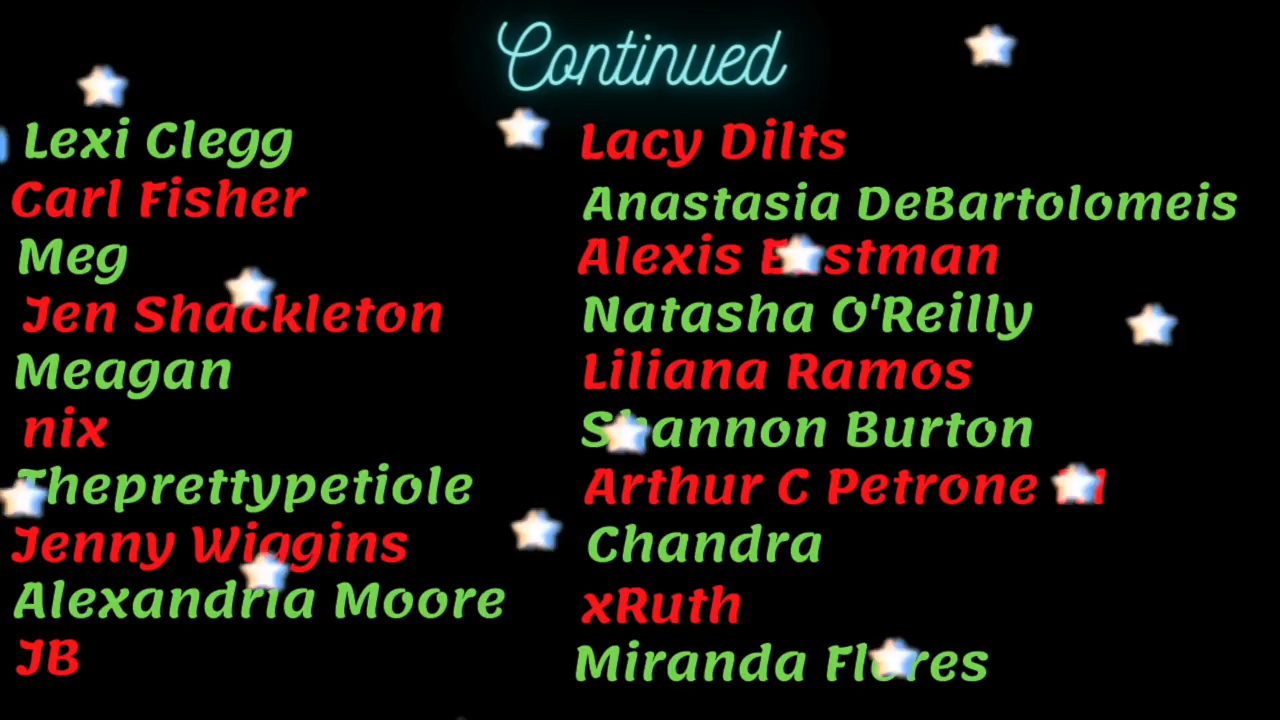 Continued
Lexi Clegg
Carl Fisher
Meg
Jen Shackleton
Meagan
nix
Theprettypetiole
Jenny Wiggins
Alexandria Moore
JB
Lacy Dilts
Anastasia DeBartolomeis
Alexis Eastman
Natasha O'Reilly
Liliana Ramos
Shannon Burton
Arthur C Petrone
Chandra
xRuth
Miranda Flores